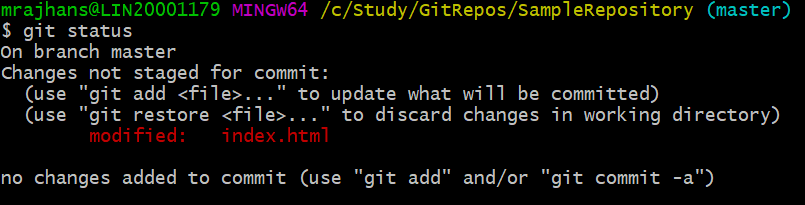 mrajhans@LIN20001179 MINGW64 /c/Study/GitRepos/SampleRepository (master)
$ git status
On branch master
Changes not staged for commit:
  (use "git add <file>..." to update what will be committed)
  (use "git restore <file>..." to discard changes in working directory)
        modified:   index.html

no changes added to commit (use "git add" and/or "git commit -a")